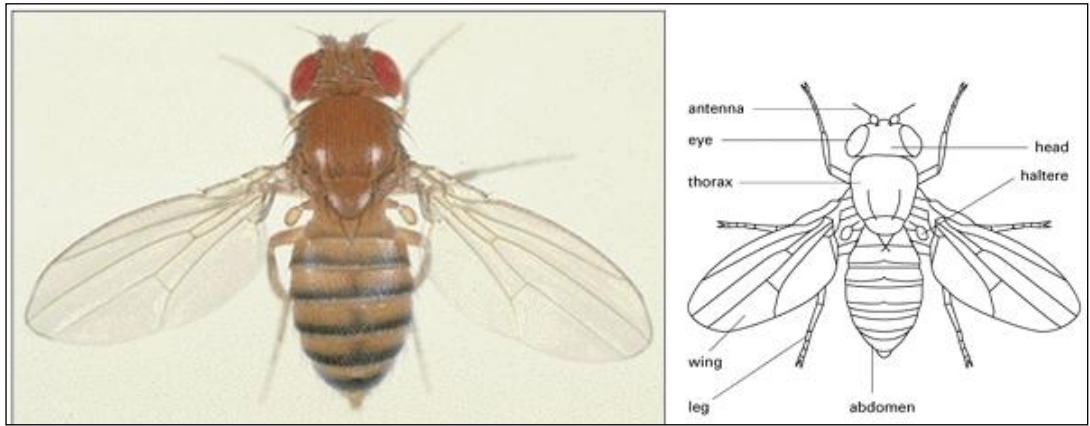 antenna
eye
head
haltere
thorax
wing
leg
abdomen